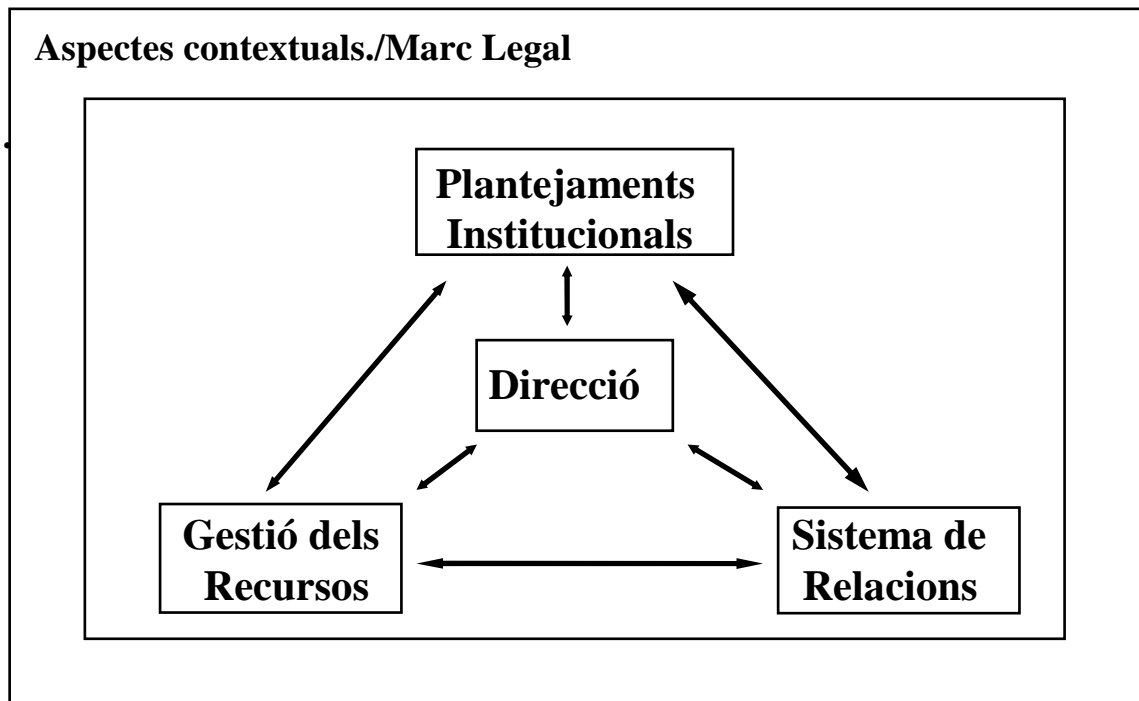 Aspectes contextuals./Marc Legal
Plantejaments
Institucionals
Direcció
Gestió dels
Recursos
Sistema de
Relacions